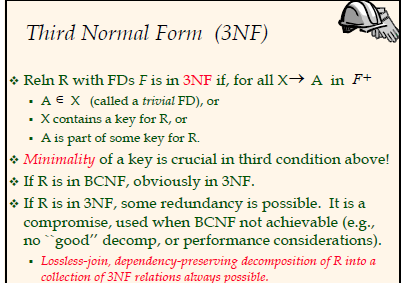 Third Normal Form (3NF)
Reln R with FDs F is in 3NF if, for all X→ A in F+
A ∈ X (called a trivial FD), or
X contains a key for R, or
A is part of some key for R.
Minimality of a key is crucial in third condition above!
If R is in BCNF, obviously in 3NF.
If R is in 3NF, some redundancy is possible. It is a
compromise, used when BCNF not achievable (e.g.,
no ``good'' decomp, or performance considerations).
Lossless-join, dependency-preserving decomposition of R into a
collection of 3NF relations always possible.